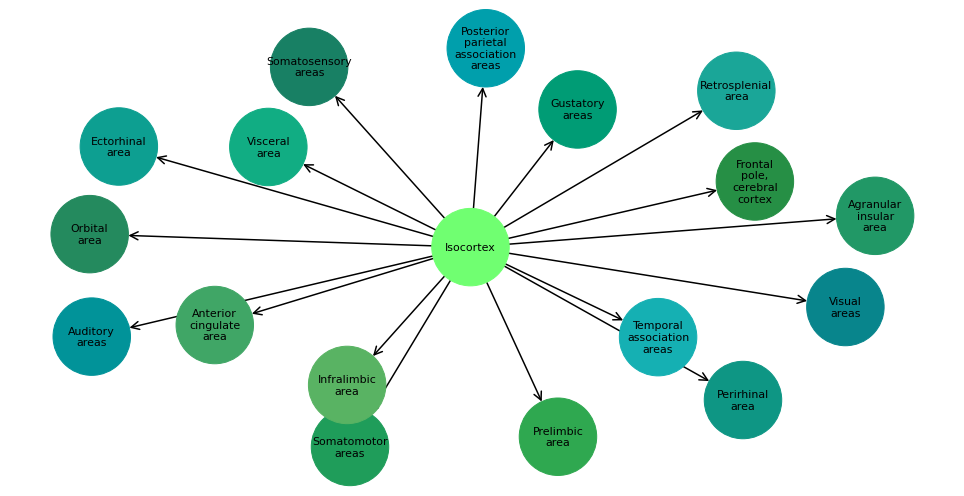 Posterior
parietal
association
areas
Somatosensory
areas
Gustatory
areas
Retrosplenial
area
Ectorhinal
area
Visceral
area
Frontal
pole,
cerebral
cortex
Agranular
insular
area
Orbital
area
Isocortex
Visual
areas
Anterior
cingulate
area
Auditory
areas
Temporal
association
areas
Infralimbic
area
Perirhinal
area
Prelimbic
area
Somatomotor
areas